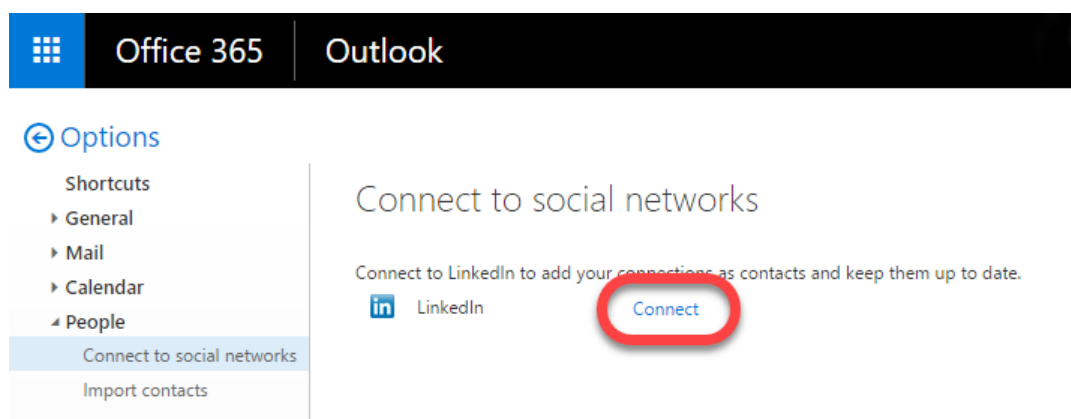 Office 365 Outlook
Options
Shortcuts
General
Mail
Calendar
People
Connect to social networks
Import contacts
Connect to social networks
Connect to LinkedIn to add your connections as contacts and keep them up to date.
in LinkedIn Connect